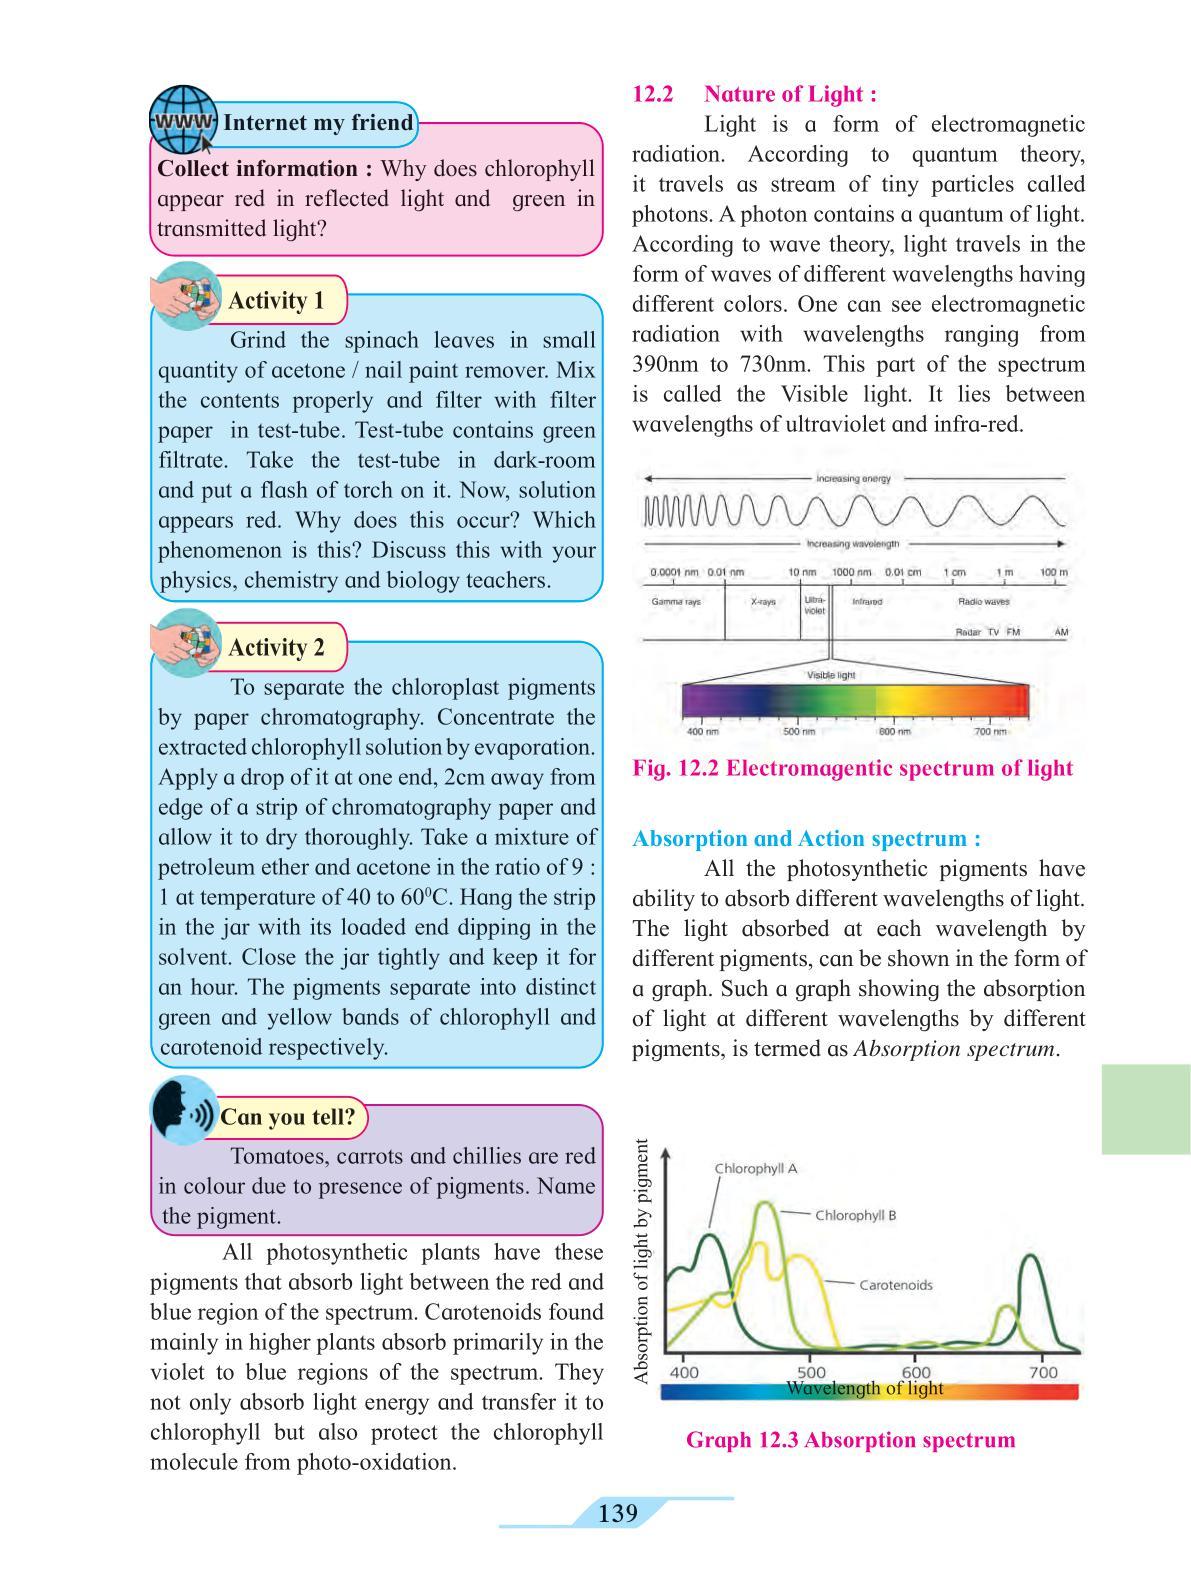 WWW Internet my friend
Collect information : Why does chlorophyll
appear red in reflected light and green in
transmitted light?
Activity 1
Grind the spinach leaves in small
quantity of acetone / nail paint remover. Mix
the contents properly and filter with filter
paper in test-tube. Test-tube contains green
filtrate. Take the test-tube in dark-room
and put a flash of torch on it. Now, solution
appears red. Why does this occur? Which
phenomenon is this? Discuss this with your
physics, chemistry and biology teachers.
Activity 2
To separate the chloroplast pigments
by paper chromatography. Concentrate the
extracted chlorophyll solution by evaporation.
Apply a drop of it at one end, 2cm away from
edge of a strip of chromatography paper and
allow it to dry thoroughly. Take a mixture of
petroleum ether and acetone in the ratio of 9 :
1 at temperature of 40 to 60⁰C. Hang the strip
in the jar with its loaded end dipping in the
solvent. Close the jar tightly and keep it for
an hour. The pigments separate into distinct
green and yellow bands of chlorophyll and
carotenoid respectively.
Can you tell?
Tomatoes, carrots and chillies are red
in colour due to presence of pigments. Name
the pigment.
All photosynthetic plants have these
pigments that absorb light between the red and
blue region of the spectrum. Carotenoids found
mainly in higher plants absorb primarily in the
violet to blue regions of the spectrum. They
not only absorb light energy and transfer it to
chlorophyll but also protect the chlorophyll
molecule from photo-oxidation.
12.2 Nature of Light :
Light is a form of electromagnetic
radiation. According to quantum theory,
it travels as stream of tiny particles called
photons. A photon contains a quantum of light.
According to wave theory, light travels in the
form of waves of different wavelengths having
different colors. One can see electromagnetic
radiation with wavelengths ranging from
390nm to 730nm. This part of the spectrum
is called the Visible light. It lies between
wavelengths of ultraviolet and infra-red.
Increasing energy
Increasing wavelength
0.0001 nm 0.01 nm 10 nm 1000 nm 0.01 cm 1 cm 1 m 100 m
Gamma rays X-rays Ultra-violet Infrared Radio waves
Radar TV FM AM
Visible light
400 nm 500 nm 600 nm 700 nm
Fig. 12.2 Electromagentic spectrum of light
Absorption and Action spectrum :
All the photosynthetic pigments have
ability to absorb different wavelengths of light.
The light absorbed at each wavelength by
different pigments, can be shown in the form of
a graph. Such a graph showing the absorption
of light at different wavelengths by different
pigments, is termed as Absorption spectrum.
Absorption of light by pigment
Chlorophyll A
Chlorophyll B
Carotenoids
400 500 600 700
Wavelength of light
Graph 12.3 Absorption spectrum
139